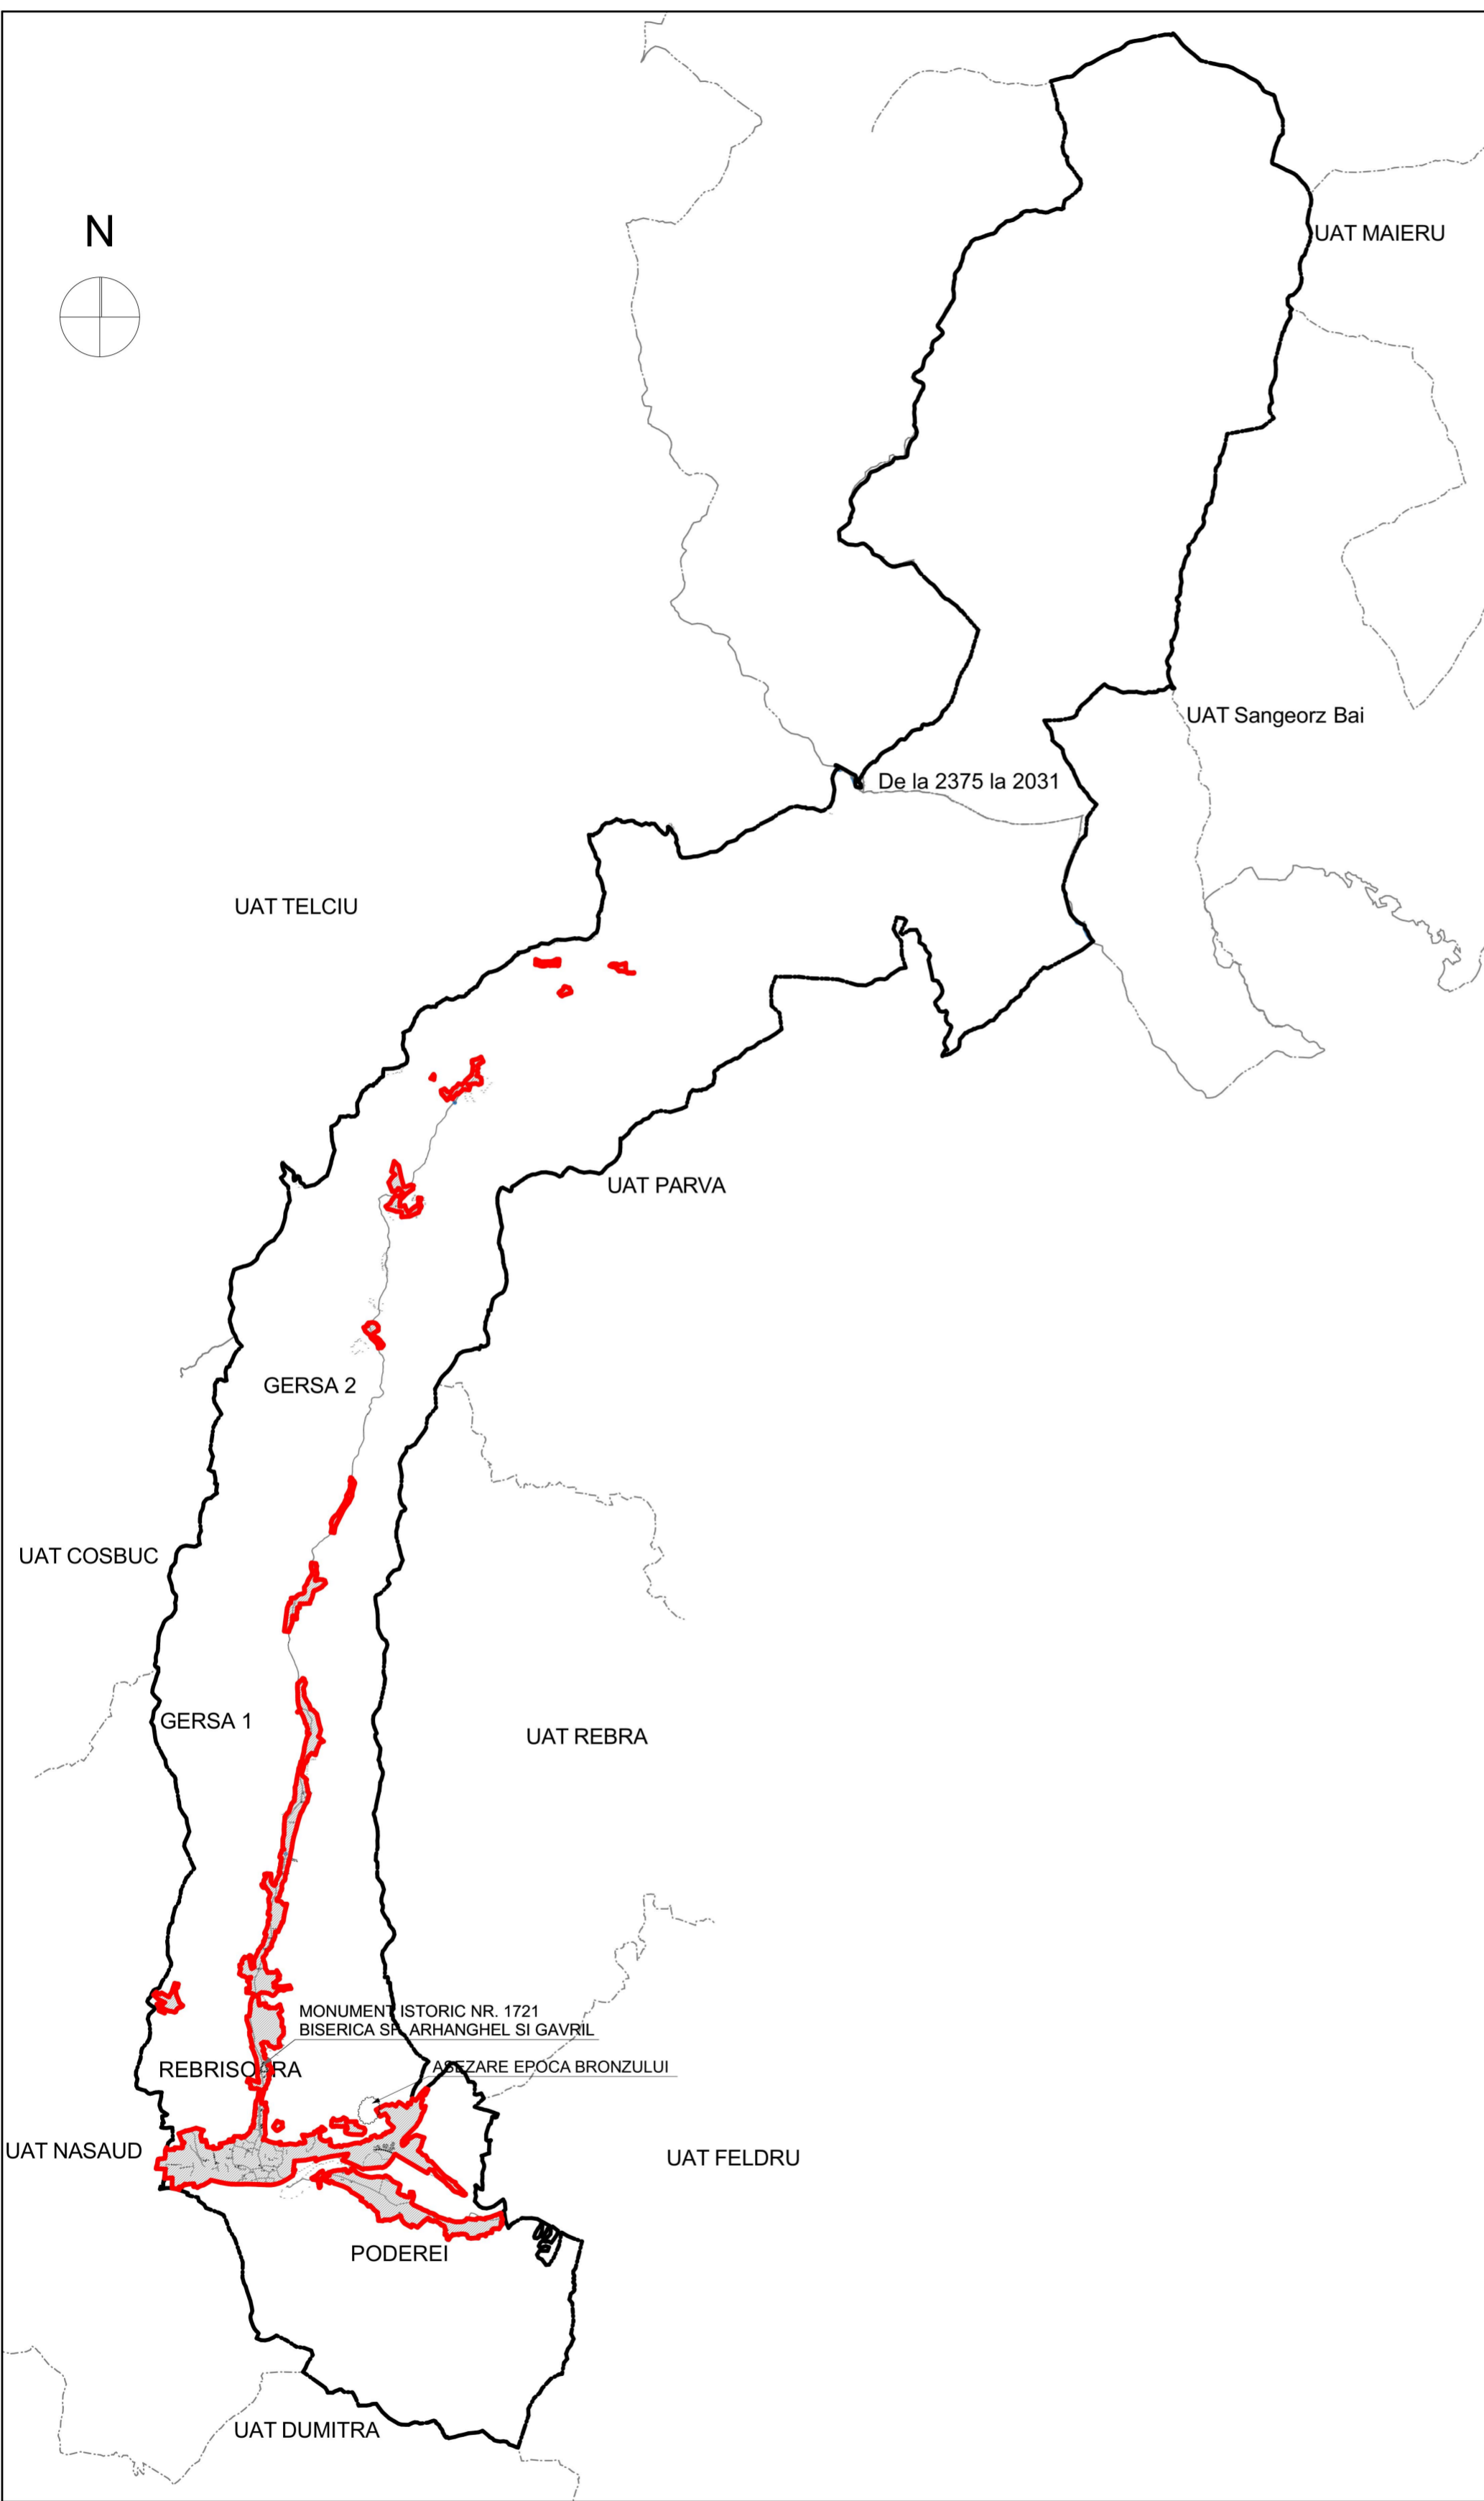 N
UAT MAIERU
UAT Sangeorz Bai
De la 2375 la 2031
UAT TELCIU
UAT PARVA
GERSA 2
UAT COSBUC
GERSA 1
UAT REBRA
MONUMENT ISTORIC NR. 1721
BISERICA SF. ARHANGHEL SI GAVRIL
ASEZARE EPOCA BRONZULUI
REBRISOARA
UAT NASAUD
UAT FELDRU
PODEREI
UAT DUMITRA